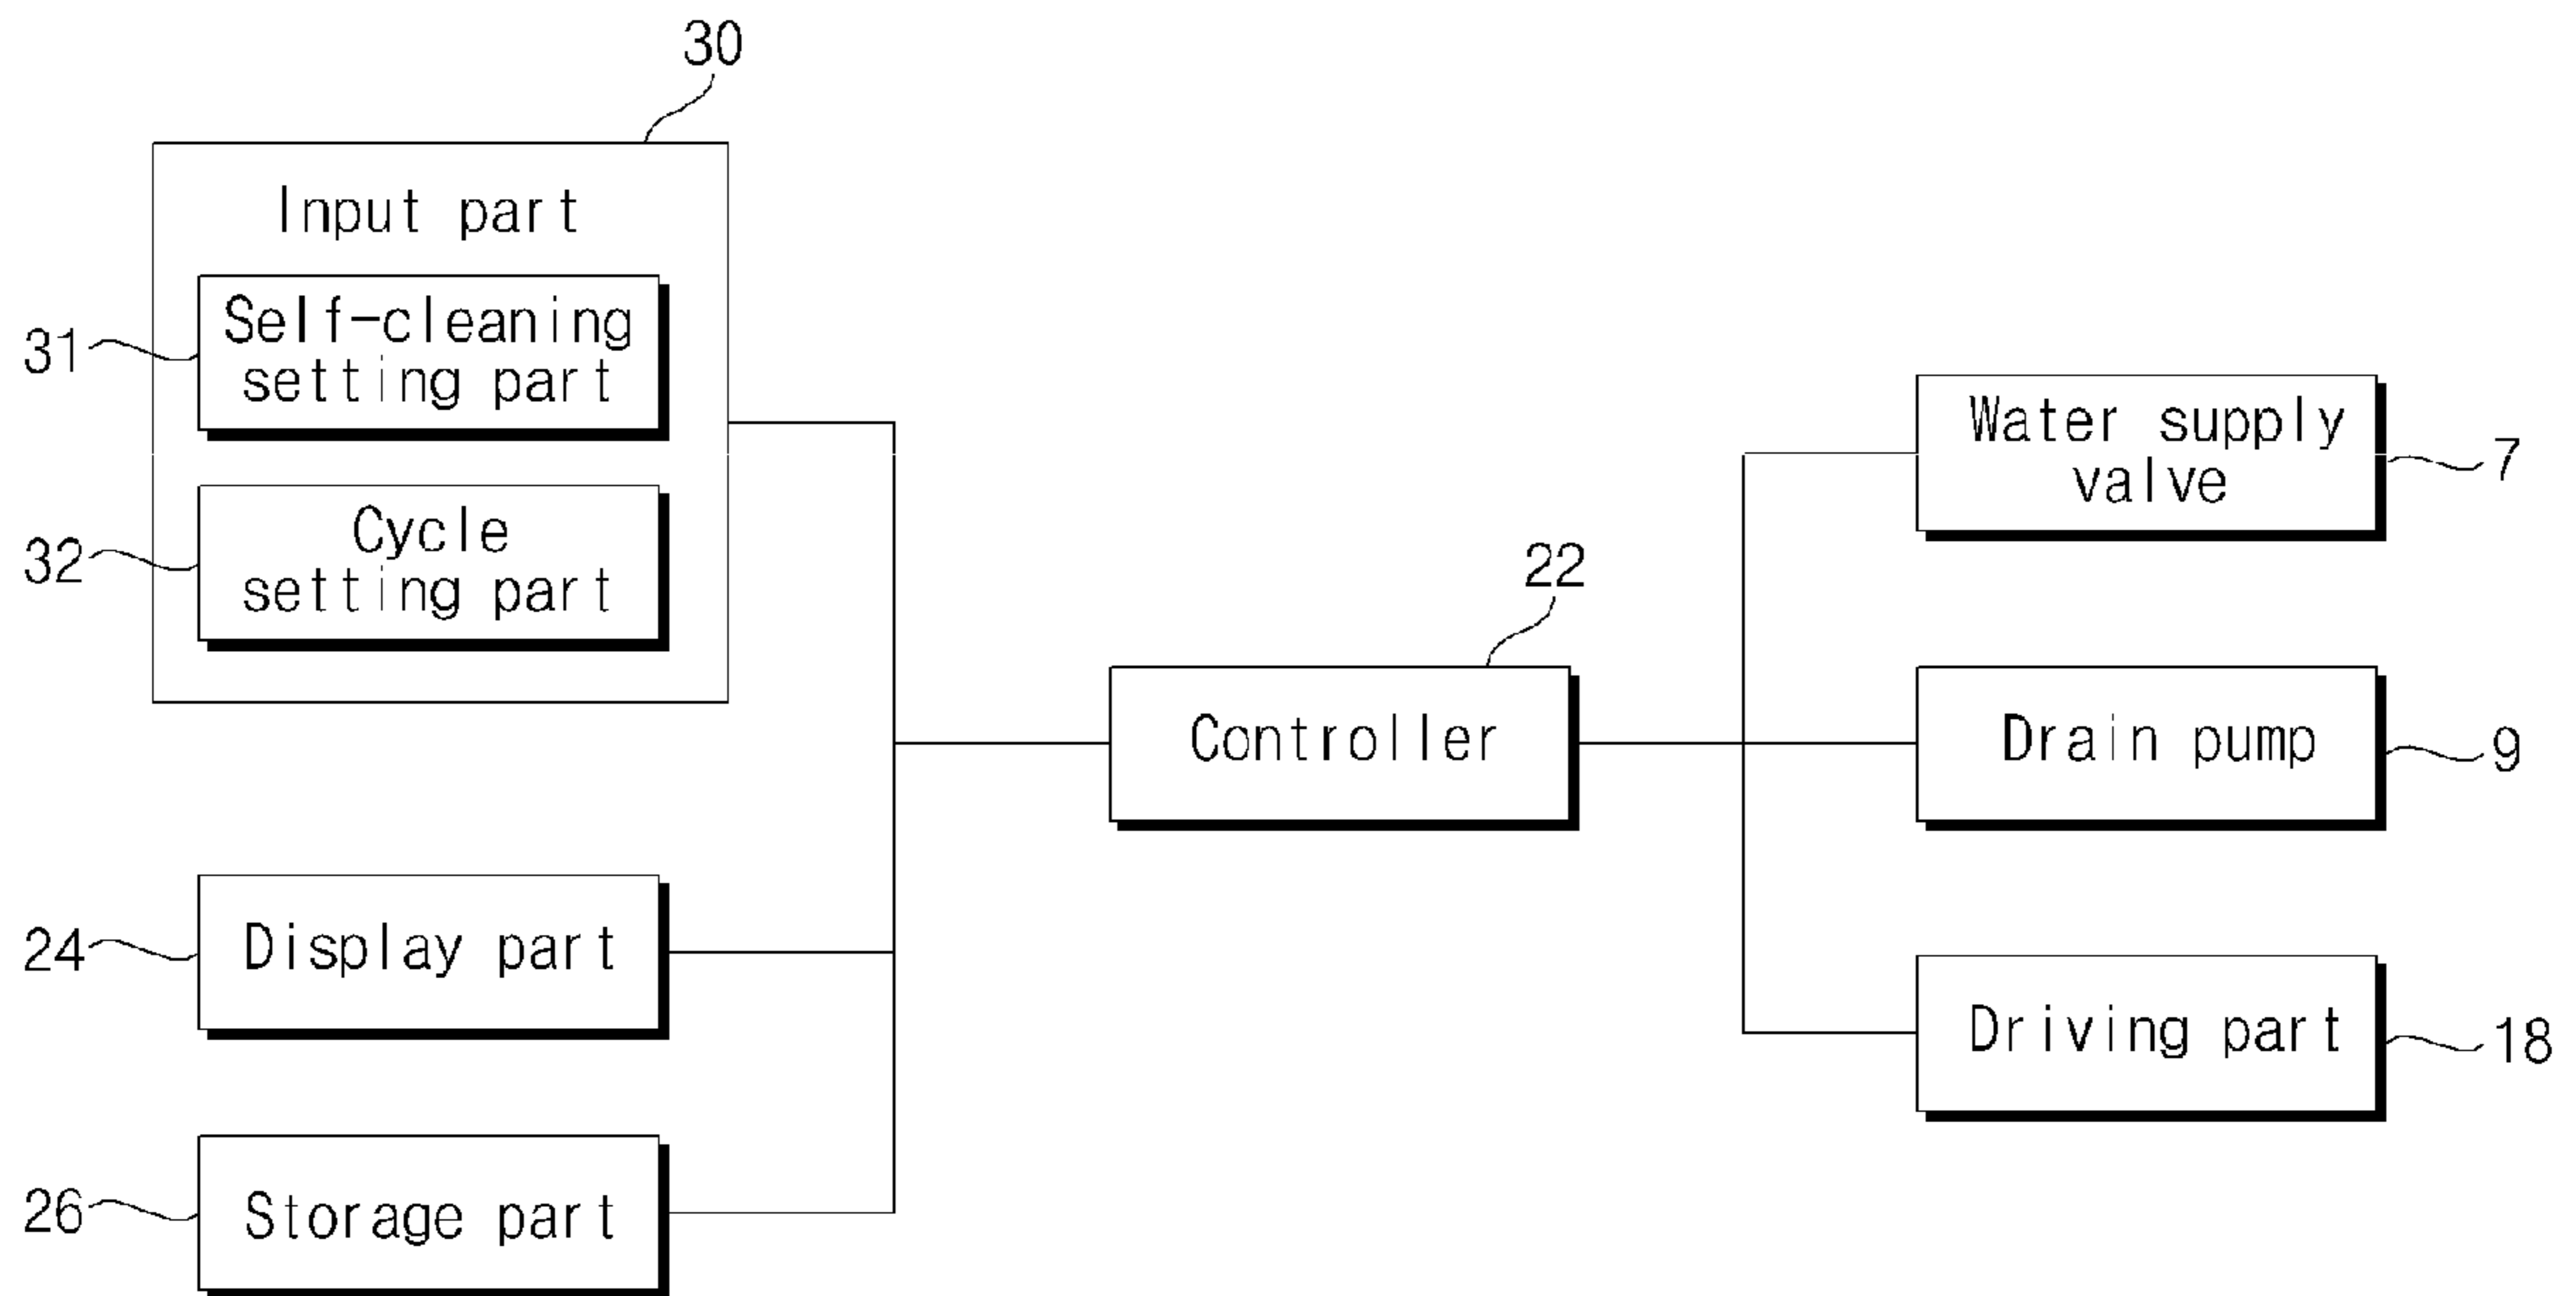 30
Input part
31
Self-cleaning
setting part
32
Cycle
setting part
24
Display part
26
Storage part
22
Controller
Water supply
valve
7
Drain pump
9
Driving part
18